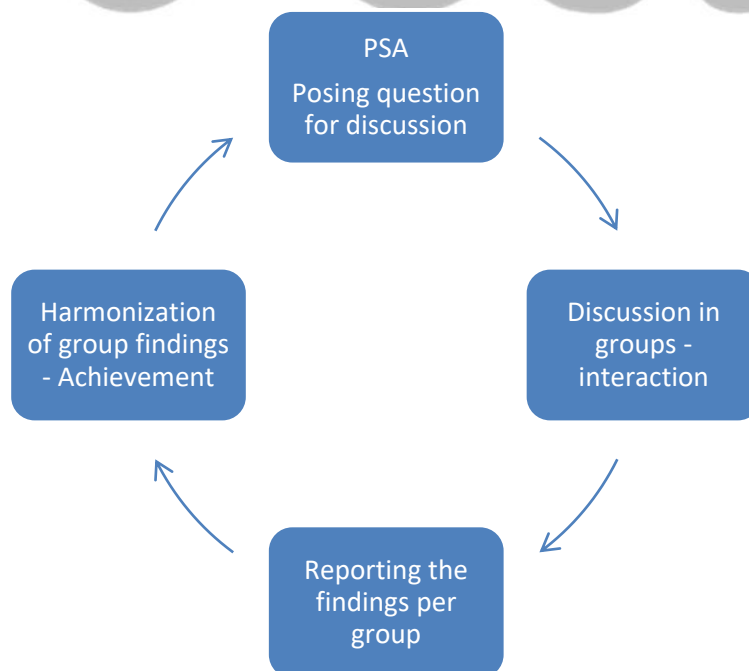 PSA
Posing question
for discussion
Discussion in
groups -
interaction
Reporting the
findings per
group
Harmonization
of group findings
- Achievement